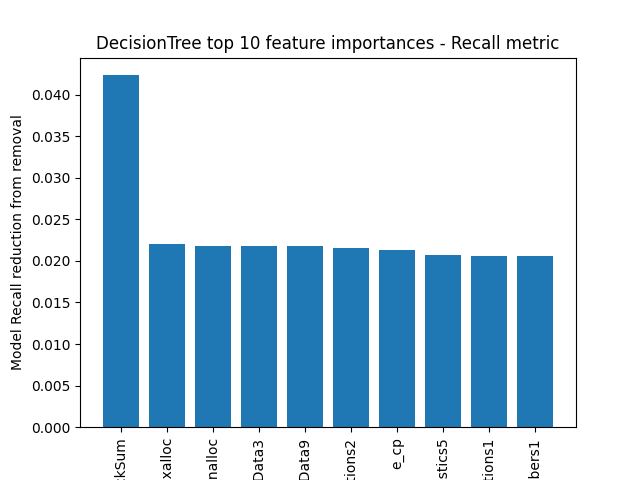 DecisionTree top 10 feature importances - Recall metric
Model Recall reduction from removal
0.040
0.035
0.030
0.025
0.020
0.015
0.010
0.005
0.000
kSum
xalloc
nalloc
Data3
Data9
tions2
e_cp
stics5
tions1
bers1